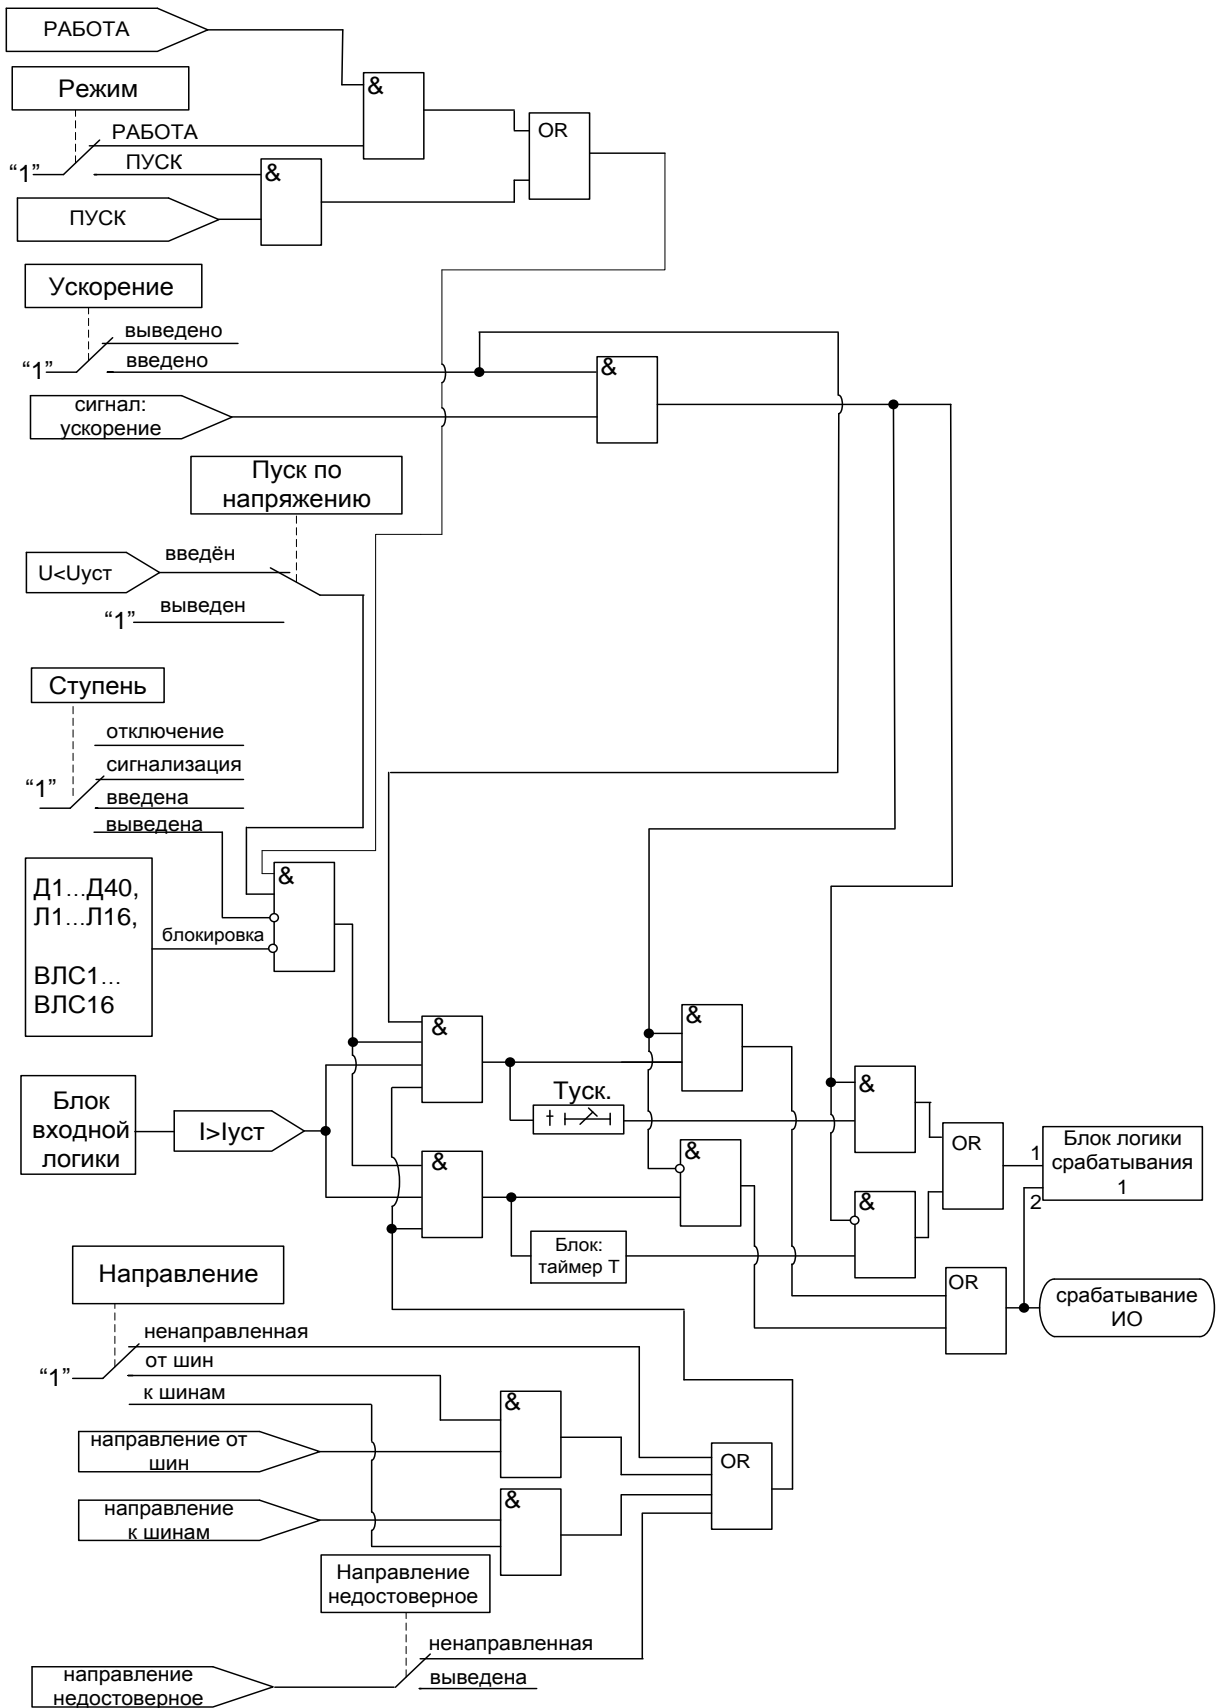 РАБОТА
Режим
&
OR
РАБОТА
“1”
ПУСК
&
ПУСК
Ускорение
выведено
“1”
введено
&
сигнал:
ускорение
Пуск по
напряжению
введён
U<Uуст
“1”
выведен
Ступень
отключение
сигнализация
“1”
введена
выведена
&
Д1...Д40,
Л1...Л16,
блокировка
ВЛС1...
ВЛС16
&
&
Блок
входной
логики
I>Iуст
Туск.
&
&
&
OR
1
Блок логики
срабатывания
1
2
&
Блок:
таймер Т
Направление
OR
срабатывание
ИО
ненаправленная
“1”
от шин
к шинам
&
направление от
шин
OR
направление
к шинам
&
Направление
недостоверное
ненаправленная
направление
недостоверное
выведена